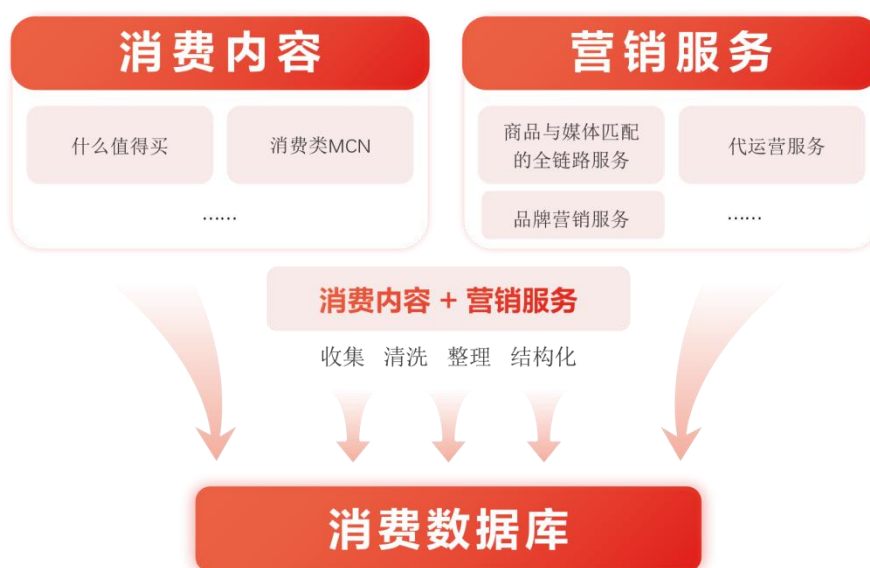 消费内容
营销服务
什么值得买
消费类MCN
商品与媒体匹配
的全链路服务
代运营服务
……
品牌营销服务
……
消费内容 + 营销服务
收集 清洗 整理 结构化
消费数据库